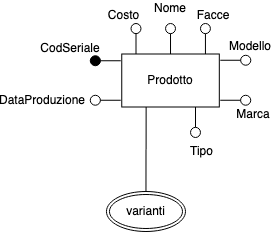 Nome
Costo
Facce
CodSeriale
Modello
Prodotto
DataProduzione
Marca
Tipo
varianti